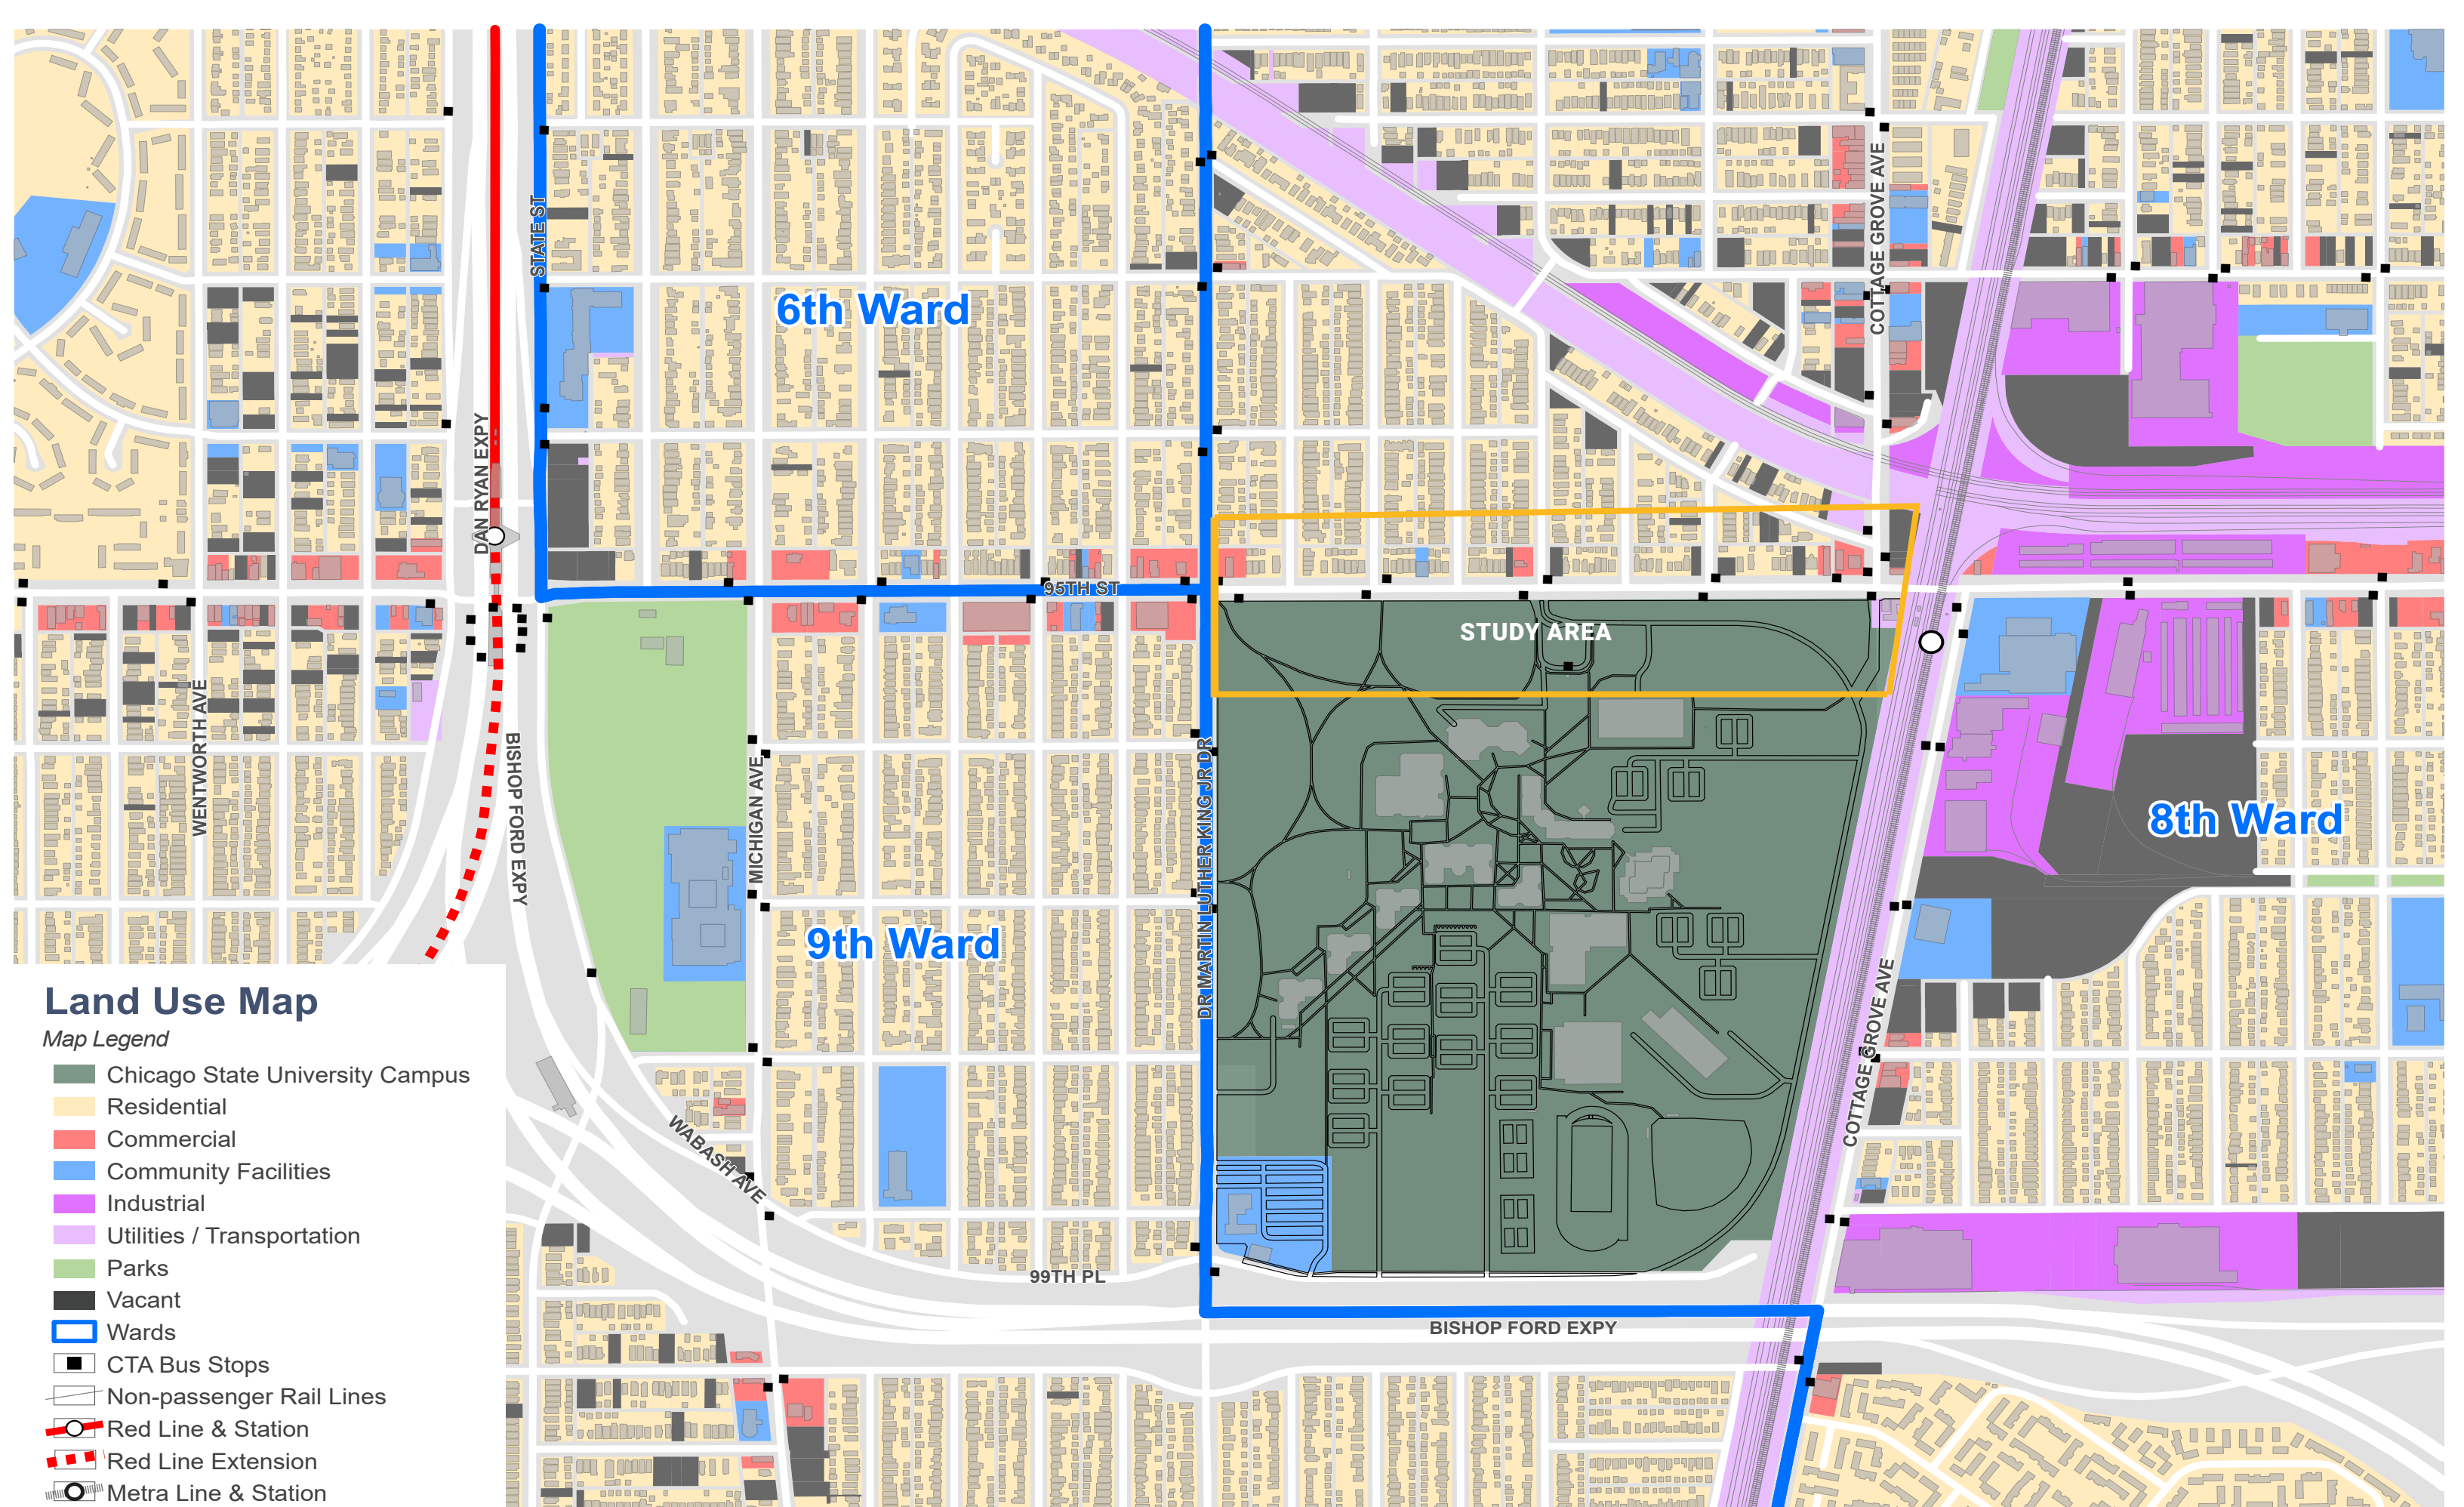 STATE ST
COTTAGE GROVE AVE
6th Ward
DAN RYAN EXPY
95TH ST
STUDY AREA
WENTWORTH AVE
BISHOP FORD EXPY
MICHIGAN AVE
DR MARTIN LUTHER KING JR DR
8th Ward
9th Ward
COTTAGE GROVE AVE
WABASH AVE
99TH PL
BISHOP FORD EXPY
Land Use Map
Map Legend
Chicago State University Campus
Residential
Commercial
Community Facilities
Industrial
Utilities / Transportation
Parks
Vacant
Wards
CTA Bus Stops
Non-passenger Rail Lines
Red Line & Station
Red Line Extension
Metra Line & Station